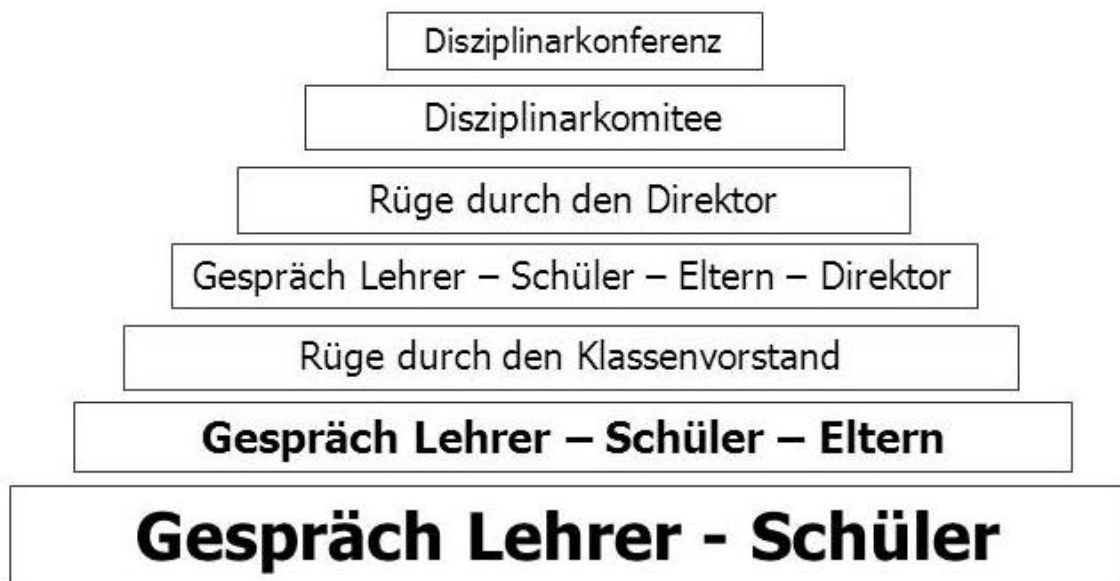 Disziplinarkonferenz
Disziplinarkomitee
Rüge durch den Direktor
Gespräch Lehrer – Schüler – Eltern – Direktor
Rüge durch den Klassenvorstand
Gespräch Lehrer – Schüler – Eltern
Gespräch Lehrer - Schüler